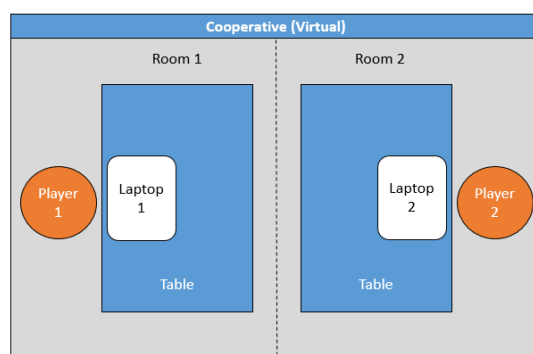 Cooperative (Virtual)
Room 1
Room 2
Player
1
Laptop
1
Laptop
2
Player
2
Table
Table